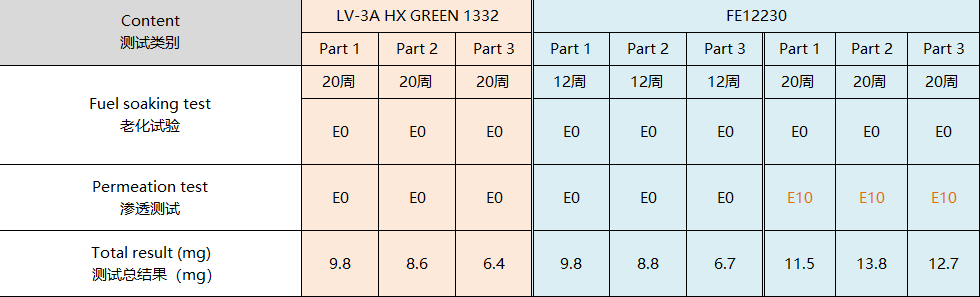 Content LV-3A HX GREEN 1332 FE12230
测试类别 Part 1 Part 2 Part 3 Part 1 Part 2 Part 3 Part 1 Part 2 Part 3
20周 20周 20周 12周 12周 12周 20周 20周 20周
Fuel soaking test
老化试验
E0 E0 E0 E0 E0 E0 E0 E0 E0
Permeation test
渗透测试
E0 E0 E0 E0 E0 E0 E10 E10 E10
Total result (mg)
测试总结果（mg）
9.8 8.6 6.4 9.8 8.8 6.7 11.5 13.8 12.7